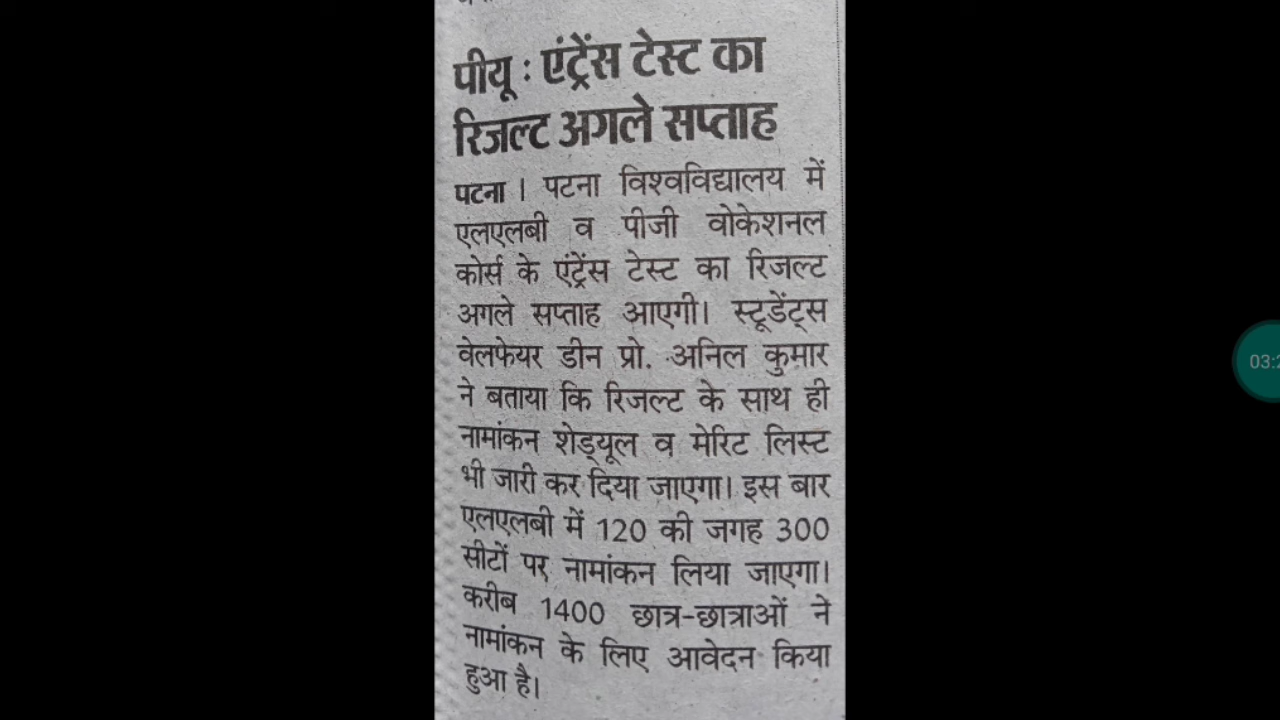 पीयू : एंट्रेंस टेस्ट का
रिजल्ट अगले सप्ताह
पटना । पटना विश्वविद्यालय में
एलएलबी व पीजी वोकेशनल
कोर्स के एंट्रेंस टेस्ट का रिजल्ट
अगले सप्ताह आएगी। स्टूडेंट्स
वेलफेयर डीन प्रो. अनिल कुमार
ने बताया कि रिजल्ट के साथ ही
नामांकन शेड्यूल व मेरिट लिस्ट
भी जारी कर दिया जाएगा। इस बार
एलएलबी में 120 की जगह 300
सीटों पर नामांकन लिया जाएगा।
करीब 1400 छात्र-छात्राओं ने
नामांकन के लिए आवेदन किया
हुआ है।